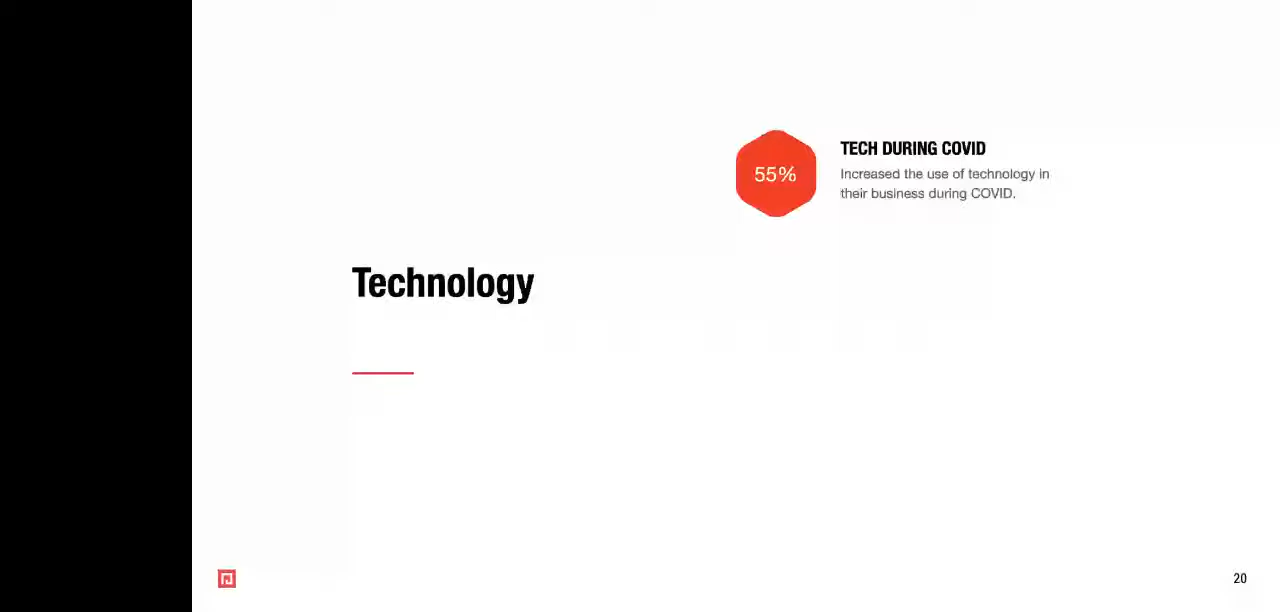 55%
TECH DURING COVID
Increased the use of technology in
their business during COVID.
Technology
20